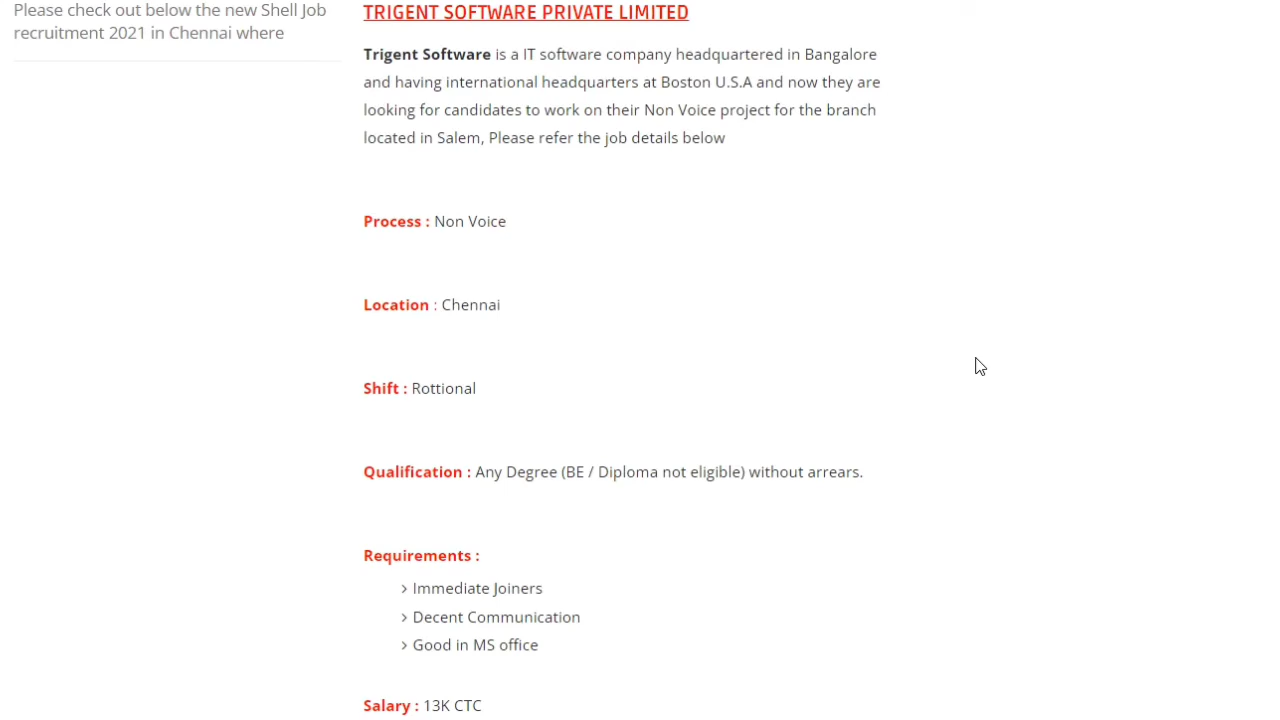 Please check out below the new Shell Job
recruitment 2021 in Chennai where
TRIGENT SOFTWARE PRIVATE LIMITED
Trigent Software is a IT software company headquartered in Bangalore
and having international headquarters at Boston U.S.A and now they are
looking for candidates to work on their Non Voice project for the branch
located in Salem, Please refer the job details below
Process : Non Voice
Location : Chennai
Shift : Rottional
Qualification : Any Degree (BE / Diploma not eligible) without arrears.
Requirements :
> Immediate Joiners
> Decent Communication
> Good in MS office
Salary : 13K CTC